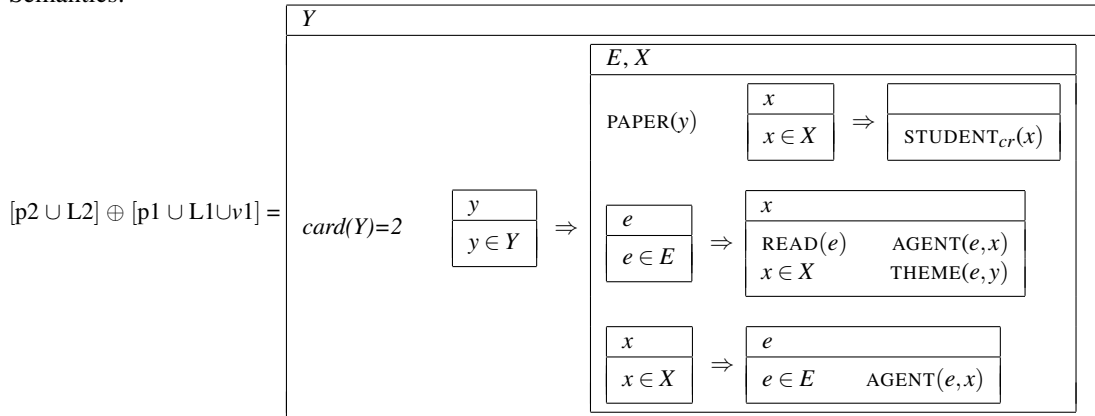 Semantics:
Y
E, X
PAPER(y)
x
x ∈ X
⇒
STUDENT_cr(x)
[p2 ∪ L2] ⊕ [p1 ∪ L1∪v1] =
card(Y)=2
y
y ∈ Y
⇒
e
e ∈ E
⇒
x
READ(e) AGENT(e,x)
x ∈ X THEME(e,y)
x
x ∈ X
⇒
e
e ∈ E AGENT(e,x)